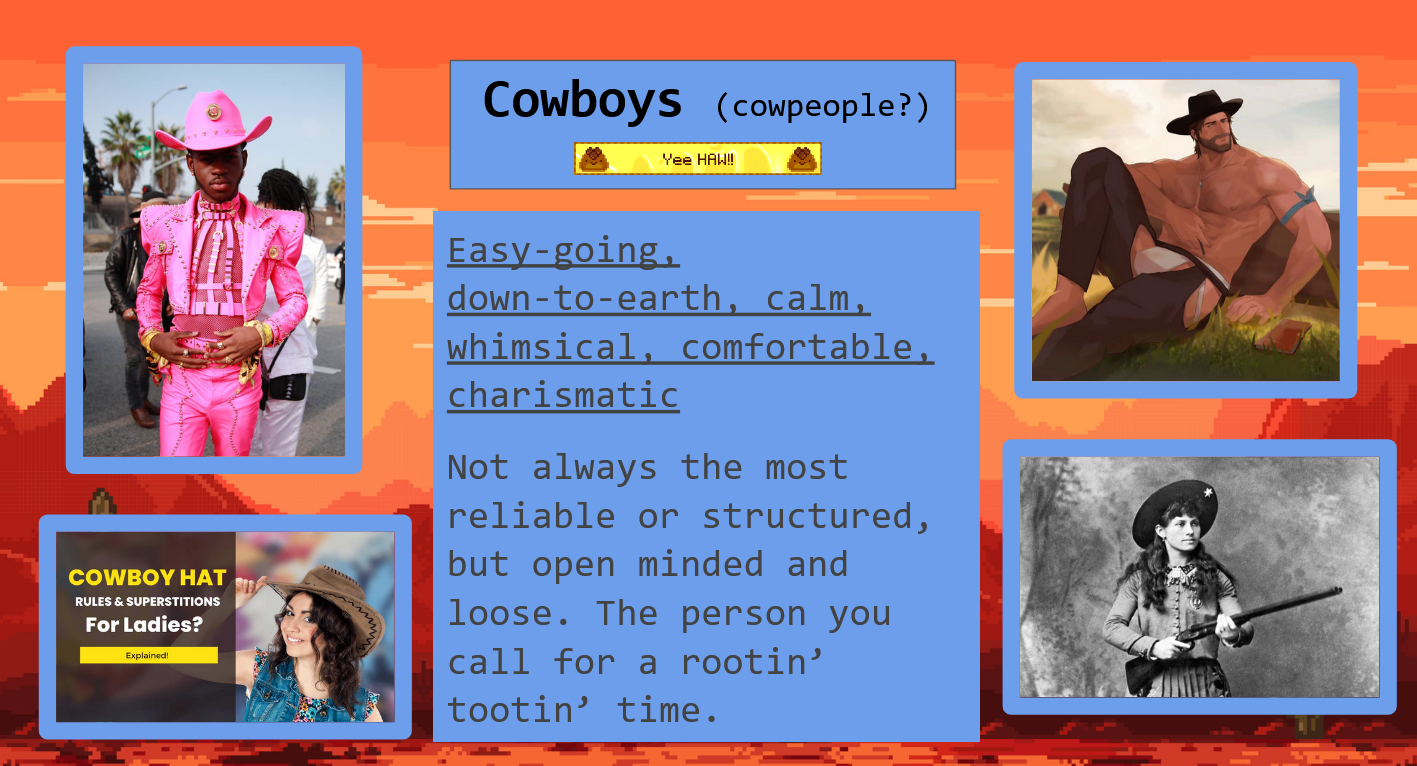 Cowboys (cowpeople?)
Yee HAW!!
Easy-going,
down-to-earth, calm,
whimsical, comfortable,
charismatic
Not always the most
reliable or structured,
but open minded and
loose. The person you
call for a rootin’
tootin’ time.
COWBOY HAT
RULES & SUPERSTITIONS
For Ladies?
Explained!